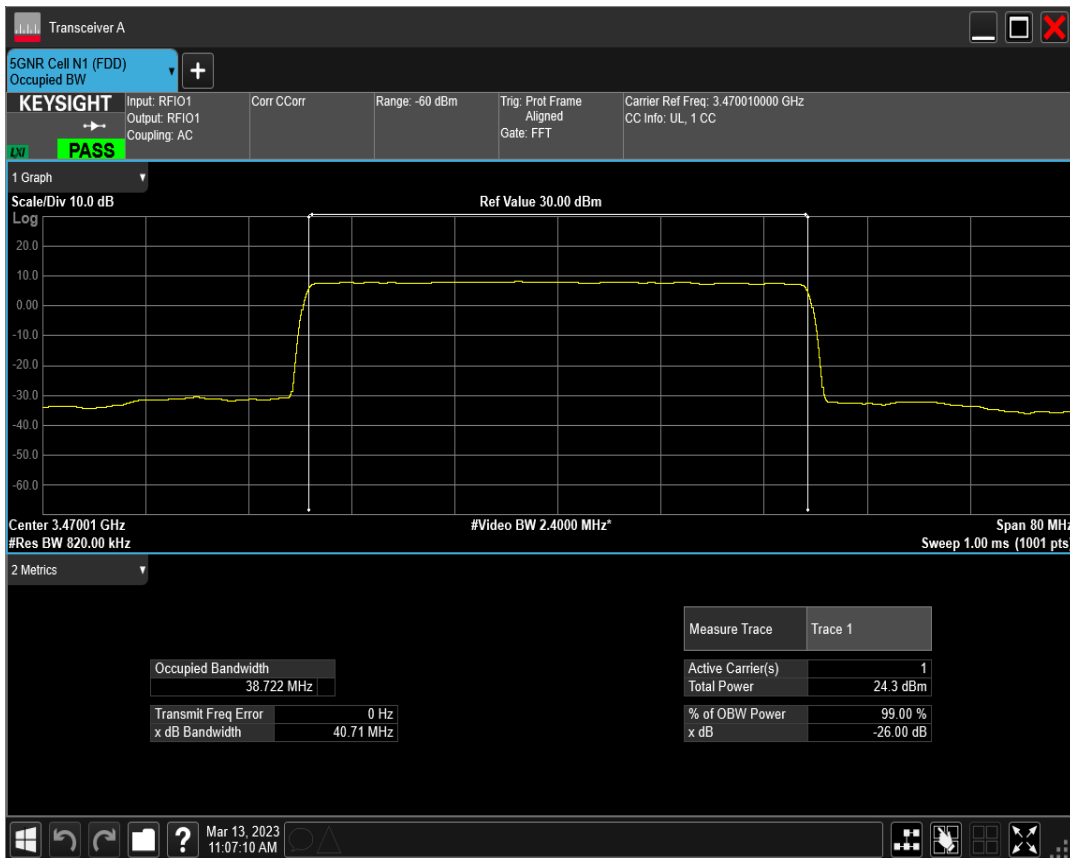 Transceiver A
5GNR Cell N1 (FDD)
Occupied BW
+
KEYSIGHT
LXI
PASS
Input: RFIO1
Output: RFIO1
Coupling: AC
Corr CCorr
Range: -60 dBm
Trig: Prot Frame
Aligned
Gate: FFT
Carrier Ref Freq: 3.470010000 GHz
CC Info: UL, 1 CC
1 Graph
Scale/Div 10.0 dB
Ref Value 30.00 dBm
Log
20.0
10.0
0.00
-10.0
-20.0
-30.0
-40.0
-50.0
-60.0
Center 3.47001 GHz
#Video BW 2.4000 MHz*
Span 80 MHz
#Res BW 820.00 kHz
Sweep 1.00 ms (1001 pts)
2 Metrics
Measure Trace Trace 1
Occupied Bandwidth
38.722 MHz
Active Carrier(s) 1
Total Power 24.3 dBm
Transmit Freq Error 0 Hz
x dB Bandwidth 40.71 MHz
% of OBW Power 99.00 %
x dB -26.00 dB
?
Mar 13, 2023
11:07:10 AM